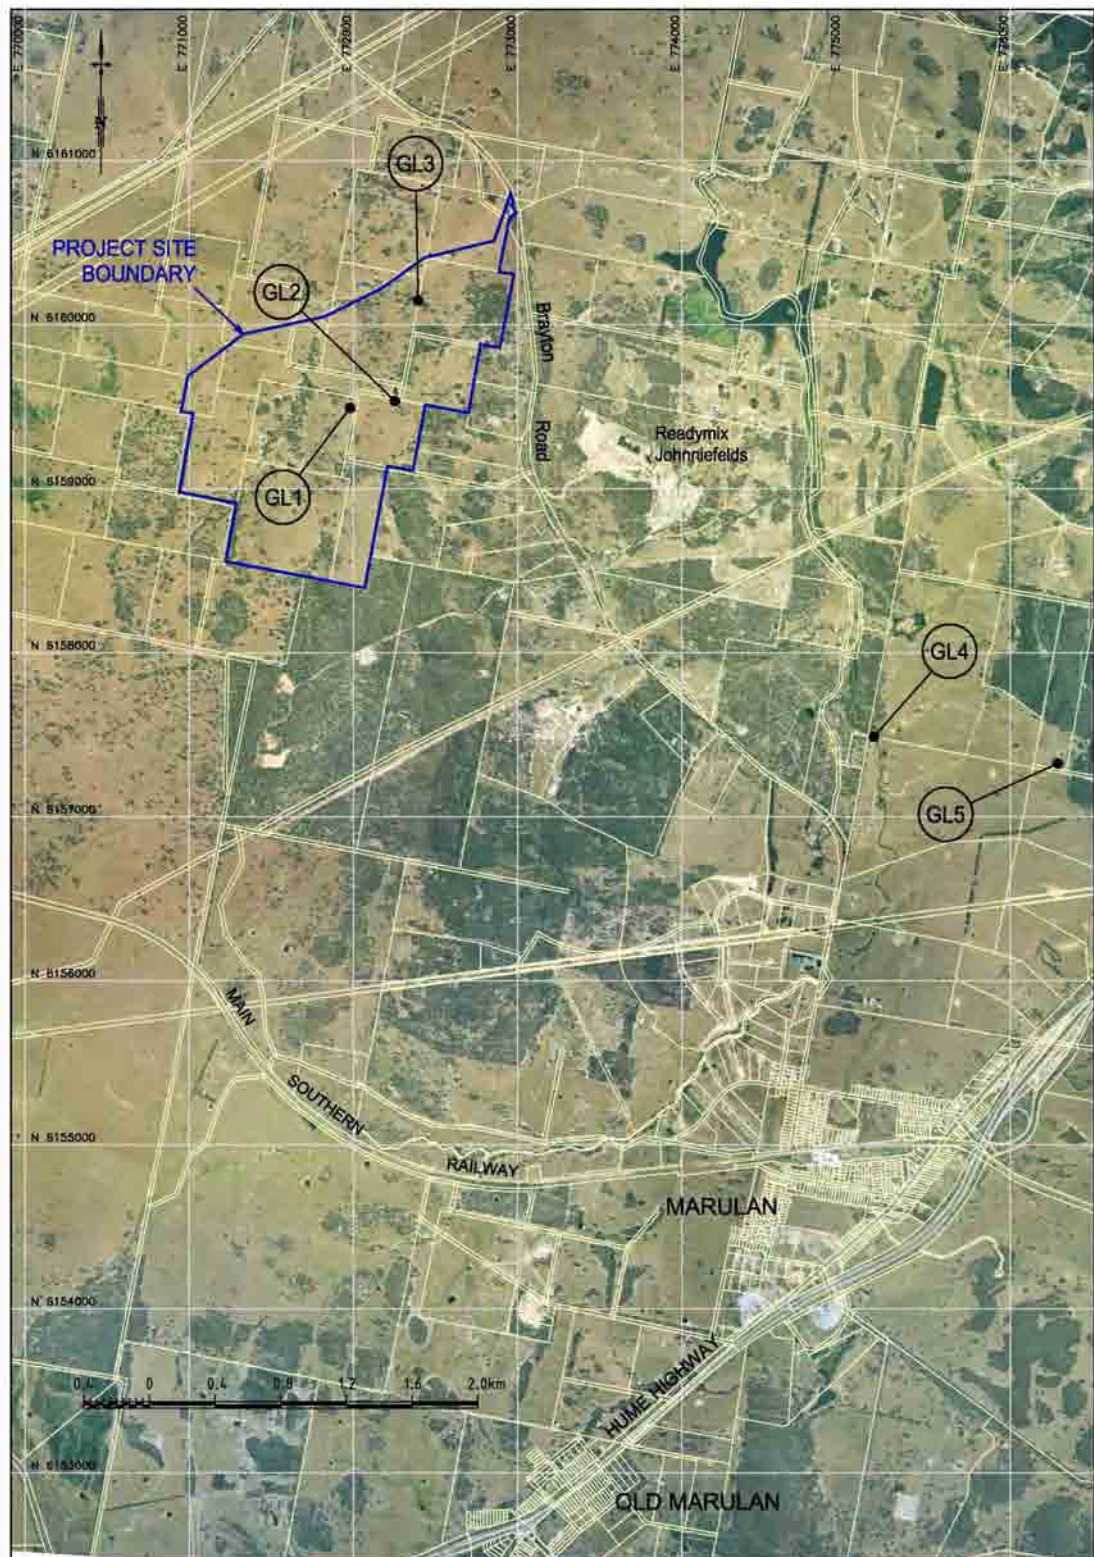 E 770000
E 771000
E 772000
E 773000
E 774000
E 775000
E 776000
N 6161000
GL3
PROJECT SITE
BOUNDARY
GL2
N 6160000
Brayton
Road
Readymix
Johnniefelds
N 6159000
GL1
N 6158000
GL4
N 6157000
GL5
N 6156000
MAIN
SOUTHERN
RAILWAY
N 6155000
MARULAN
N 6154000
0.4 0 0.4 0.8 1.2 1.6 2.0km
HUME HIGHWAY
N 6153000
OLD MARULAN